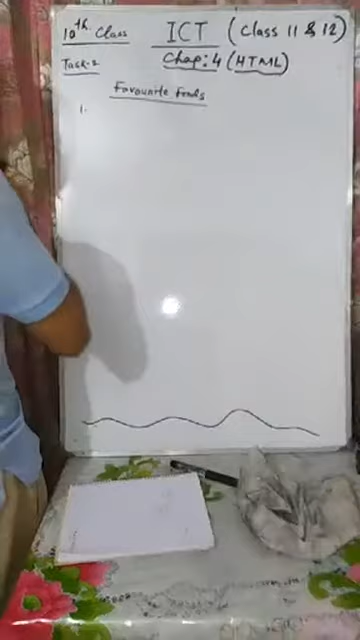 10th Class ICT (Class 11 & 12)
Task-2 Chap: 4 (HTML)
Favourite Foods
1.